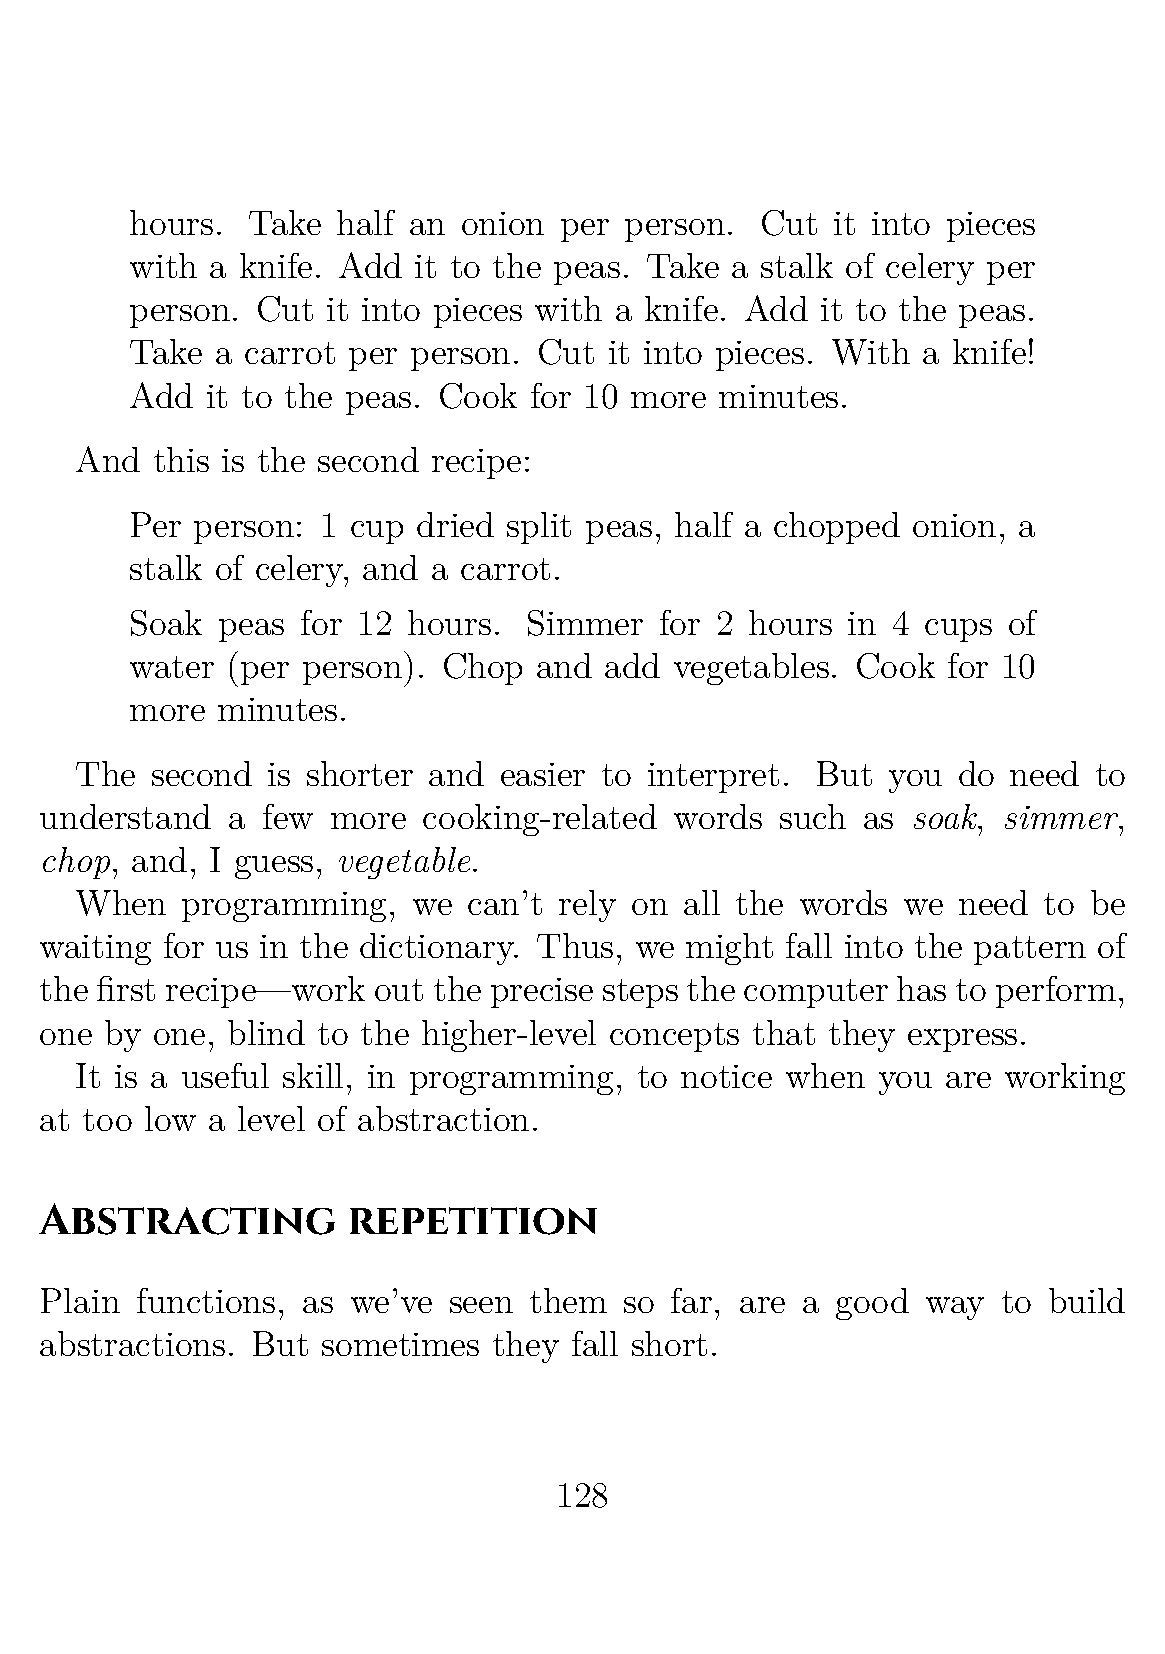 hours. Take half an onion per person. Cut it into pieces
with a knife. Add it to the peas. Take a stalk of celery per
person. Cut it into pieces with a knife. Add it to the peas.
Take a carrot per person. Cut it into pieces. With a knife!
Add it to the peas. Cook for 10 more minutes.
And this is the second recipe:
Per person: 1 cup dried split peas, half a chopped onion, a
stalk of celery, and a carrot.
Soak peas for 12 hours. Simmer for 2 hours in 4 cups of
water (per person). Chop and add vegetables. Cook for 10
more minutes.
The second is shorter and easier to interpret. But you do need to
understand a few more cooking-related words such as soak, simmer,
chop, and, I guess, vegetable.
When programming, we can’t rely on all the words we need to be
waiting for us in the dictionary. Thus, we might fall into the pattern of
the first recipe—work out the precise steps the computer has to perform,
one by one, blind to the higher-level concepts that they express.
It is a useful skill, in programming, to notice when you are working
at too low a level of abstraction.
Abstracting repetition
Plain functions, as we’ve seen them so far, are a good way to build
abstractions. But sometimes they fall short.
128